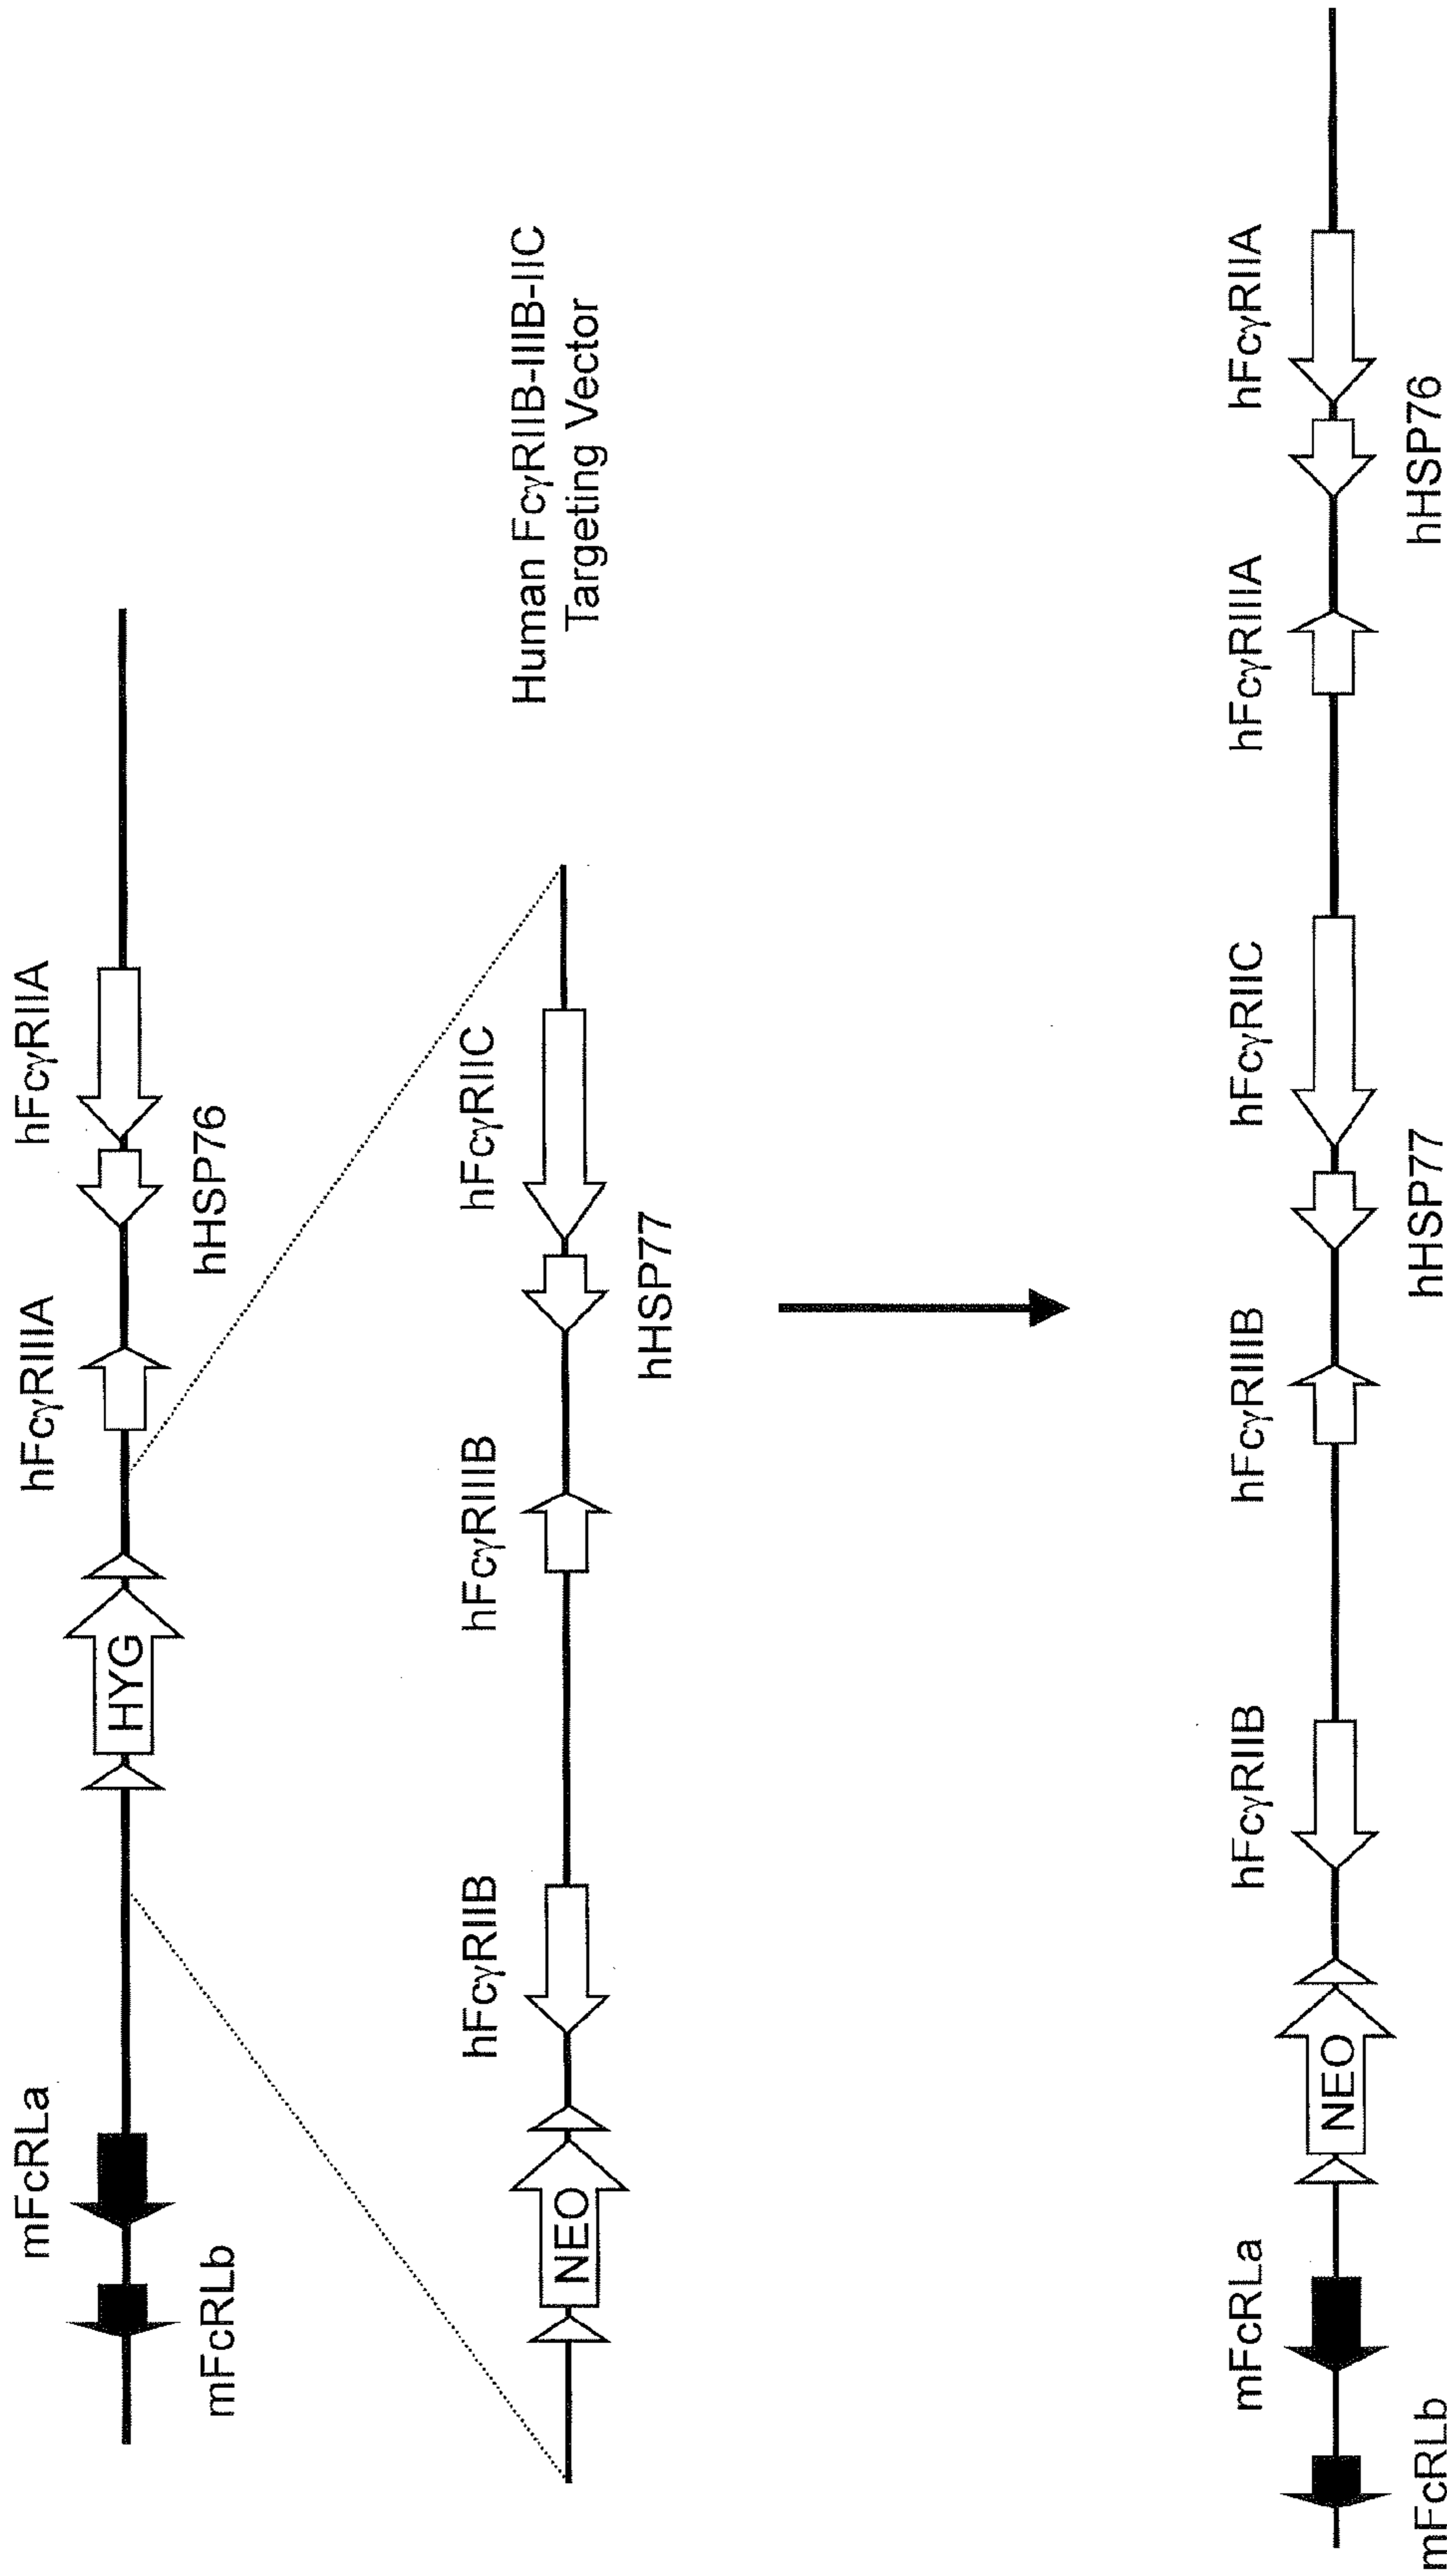 mFcRLa
mFcRLb
HYG
hFcγRIIIA
hHSP76
hFcγRIIA
Human FcγRIIB-IIIB-IIC
Targeting Vector
NEO
hFcγRIIB
hFcγRIIIB
hHSP77
hFcγRIIC
mFcRLb
mFcRLa
NEO
hFcγRIIB
hFcγRIIIB
hHSP77
hFcγRIIC
hFcγRIIIA
hHSP76
hFcγRIIA